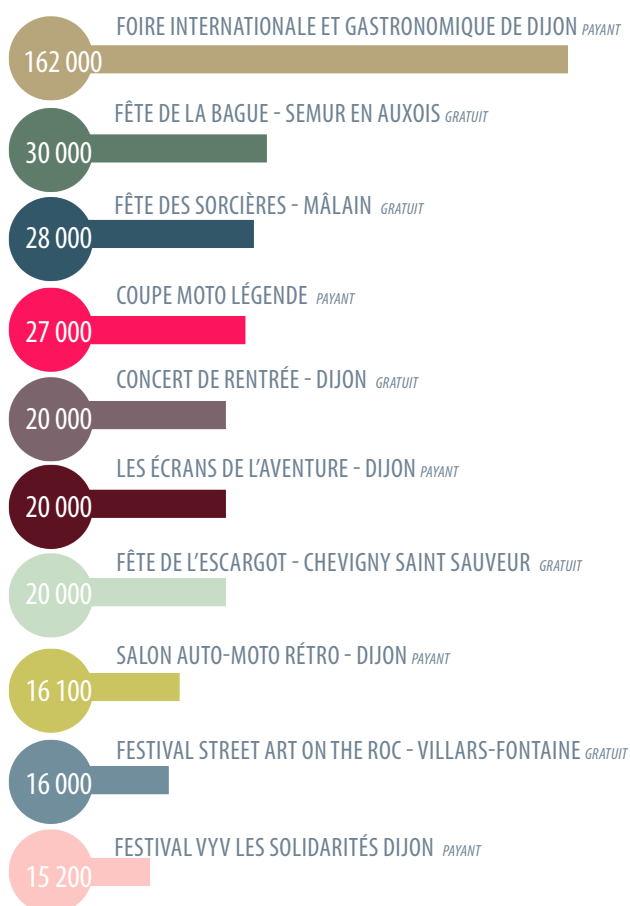 FOIRE INTERNATIONALE ET GASTRONOMIQUE DE DIJON PAYANT
162 000
FÊTE DE LA BAGUE - SEMUR EN AUXOIS GRATUIT
30 000
FÊTE DES SORCIÈRES - MÂLAIN GRATUIT
28 000
COUPE MOTO LÉGENDE PAYANT
27 000
CONCERT DE RENTRÉE - DIJON GRATUIT
20 000
LES ÉCRANS DE L’AVENTURE - DIJON PAYANT
20 000
FÊTE DE L’ESCARGOT - CHEVIGNY SAINT SAUVEUR GRATUIT
20 000
SALON AUTO-MOTO RÉTRO - DIJON PAYANT
16 100
FESTIVAL STREET ART ON THE ROC - VILLARS-FONTAINE GRATUIT
16 000
FESTIVAL VYV LES SOLIDARITÉS DIJON PAYANT
15 200